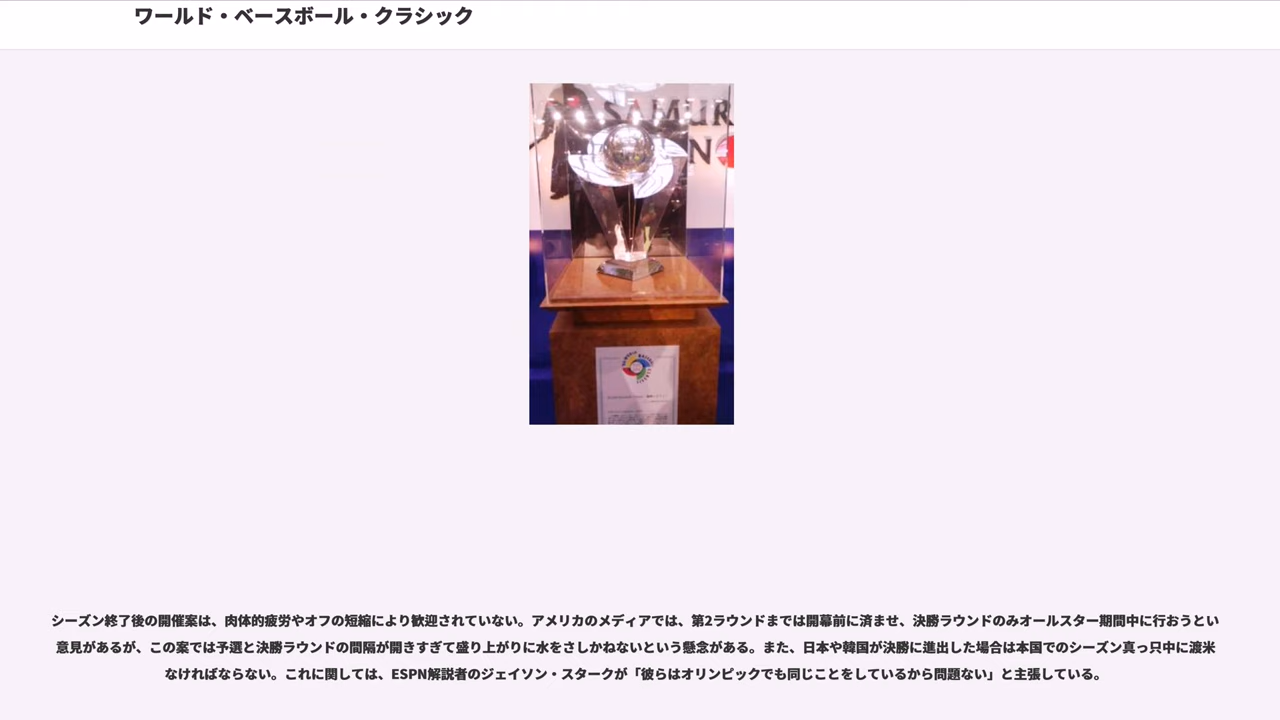 ワールド・ベースボール・クラシック
SAMUR
N
シーズン終了後の開催案は、肉体的疲労やオフの短縮により歓迎されていない。アメリカのメディアでは、第2ラウンドまでは開幕前に済ませ、決勝ラウンドのみオールスター期間中に行おうとい
意見があるが、この案では予選と決勝ラウンドの間隔が開きすぎて盛り上がりに水をさしかねないという懸念がある。また、日本や韓国が決勝に進出した場合は本国でのシーズン真っ只中に渡米
なければならない。これに関しては、ESPN解説者のジェイソン・スタークが「彼らはオリンピックでも同じことをしているから問題ない」と主張している。